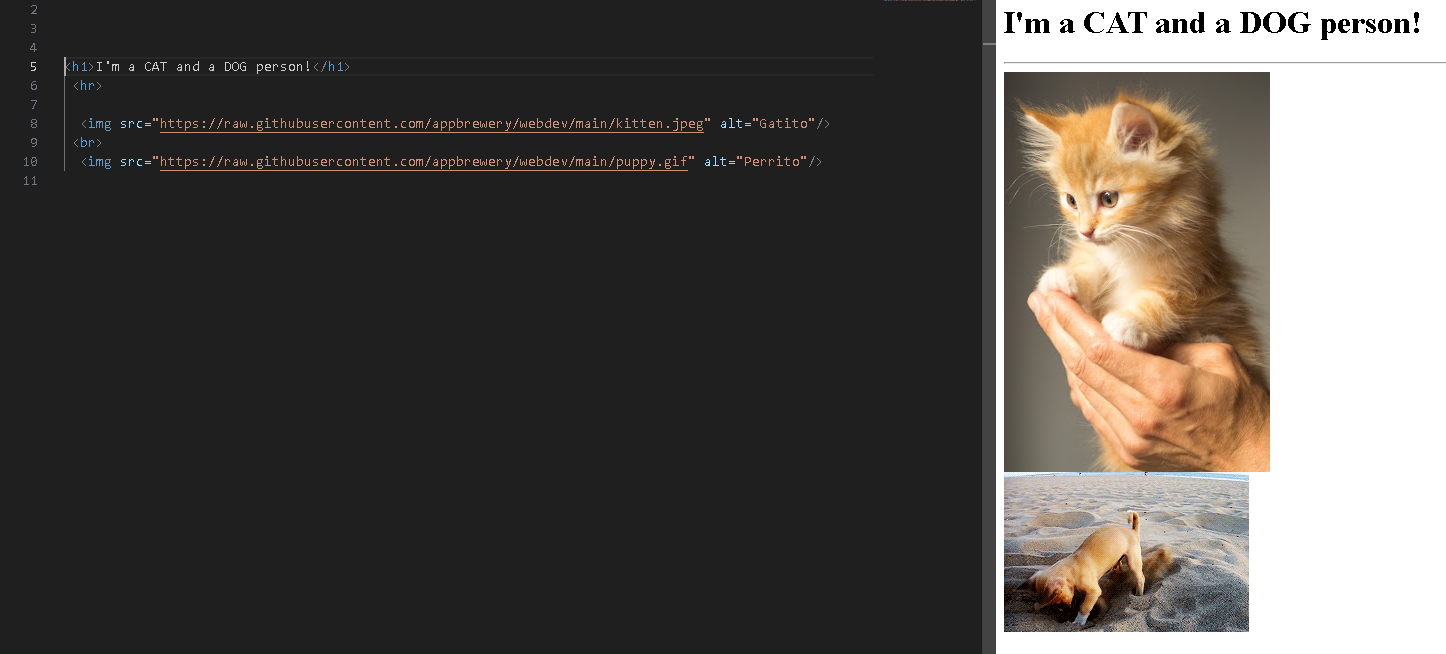 2
3
4
5 <h1>I'm a CAT and a DOG person!</h1>
6 <hr>
7
8 <img src="https://raw.githubusercontent.com/appbrewery/webdev/main/kitten.jpeg" alt="Gatito"/>
9 <br>
10 <img src="https://raw.githubusercontent.com/appbrewery/webdev/main/puppy.gif" alt="Perrito"/>
11
I'm a CAT and a DOG person!